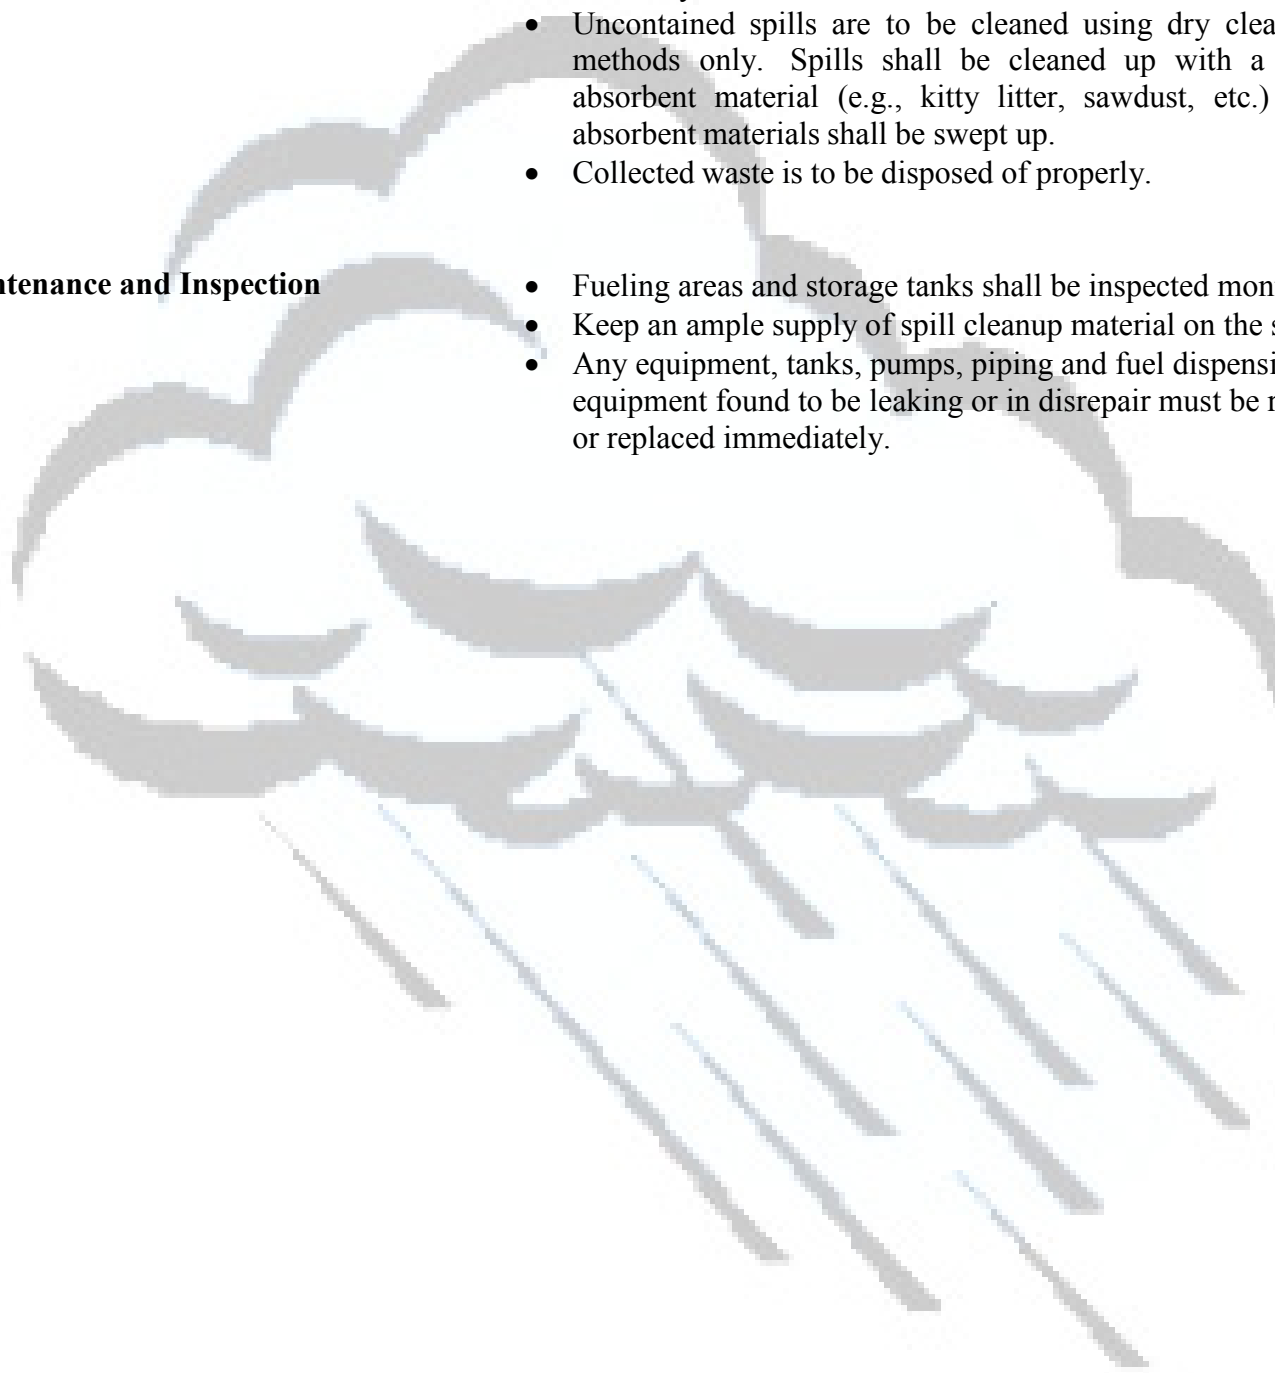 • Uncontained spills are to be cleaned using dry clea
methods only. Spills shall be cleaned up with a
absorbent material (e.g., kitty litter, sawdust, etc.)
absorbent materials shall be swept up.
• Collected waste is to be disposed of properly.
ntenance and Inspection
• Fueling areas and storage tanks shall be inspected mon
• Keep an ample supply of spill cleanup material on the s
• Any equipment, tanks, pumps, piping and fuel dispensi
equipment found to be leaking or in disrepair must be r
or replaced immediately.